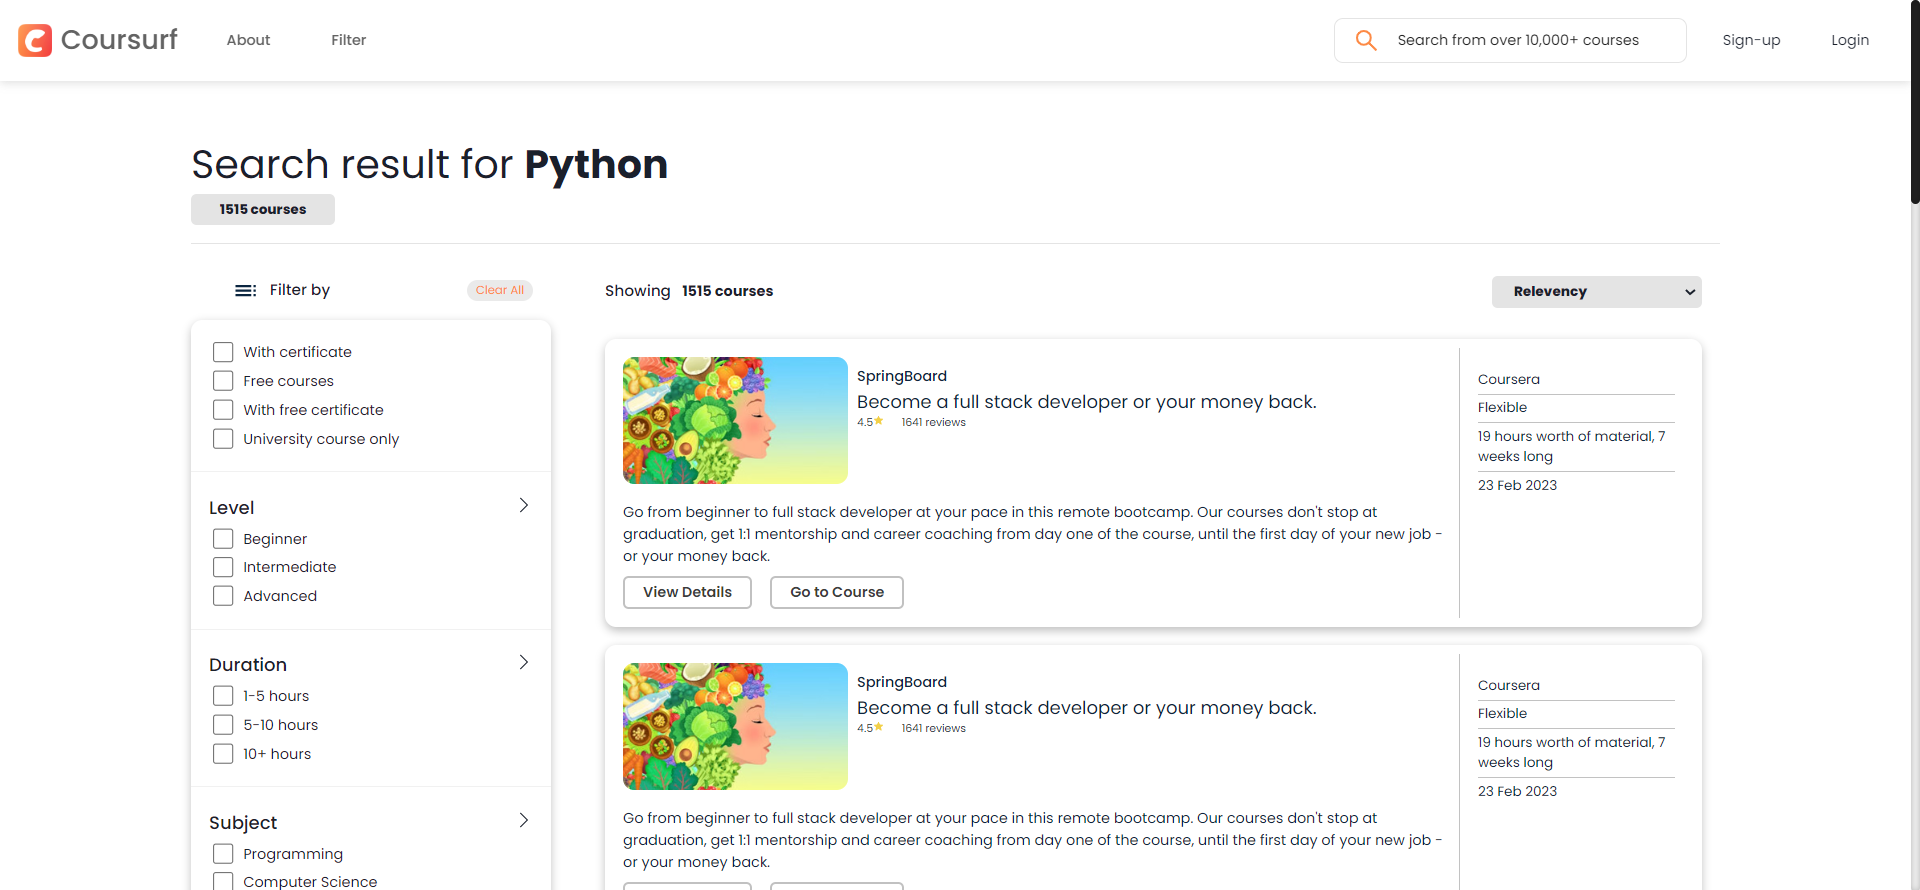 Coursurf
About
Filter
Search from over 10,000+ courses
Sign-up
Login
Search result for Python
1515 courses
Filter by
Clear All
With certificate
Free courses
With free certificate
University course only
Level
Beginner
Intermediate
Advanced
Duration
1-5 hours
5-10 hours
10+ hours
Subject
Programming
Computer Science
Showing 1515 courses
Relevency
SpringBoard
Become a full stack developer or your money back.
4.5 1641 reviews
Go from beginner to full stack developer at your pace in this remote bootcamp. Our courses don't stop at
graduation, get 1:1 mentorship and career coaching from day one of the course, until the first day of your new job -
or your money back.
View Details
Go to Course
Coursera
Flexible
19 hours worth of material, 7
weeks long
23 Feb 2023
SpringBoard
Become a full stack developer or your money back.
4.5 1641 reviews
Go from beginner to full stack developer at your pace in this remote bootcamp. Our courses don't stop at
graduation, get 1:1 mentorship and career coaching from day one of the course, until the first day of your new job -
or your money back.
Coursera
Flexible
19 hours worth of material, 7
weeks long
23 Feb 2023